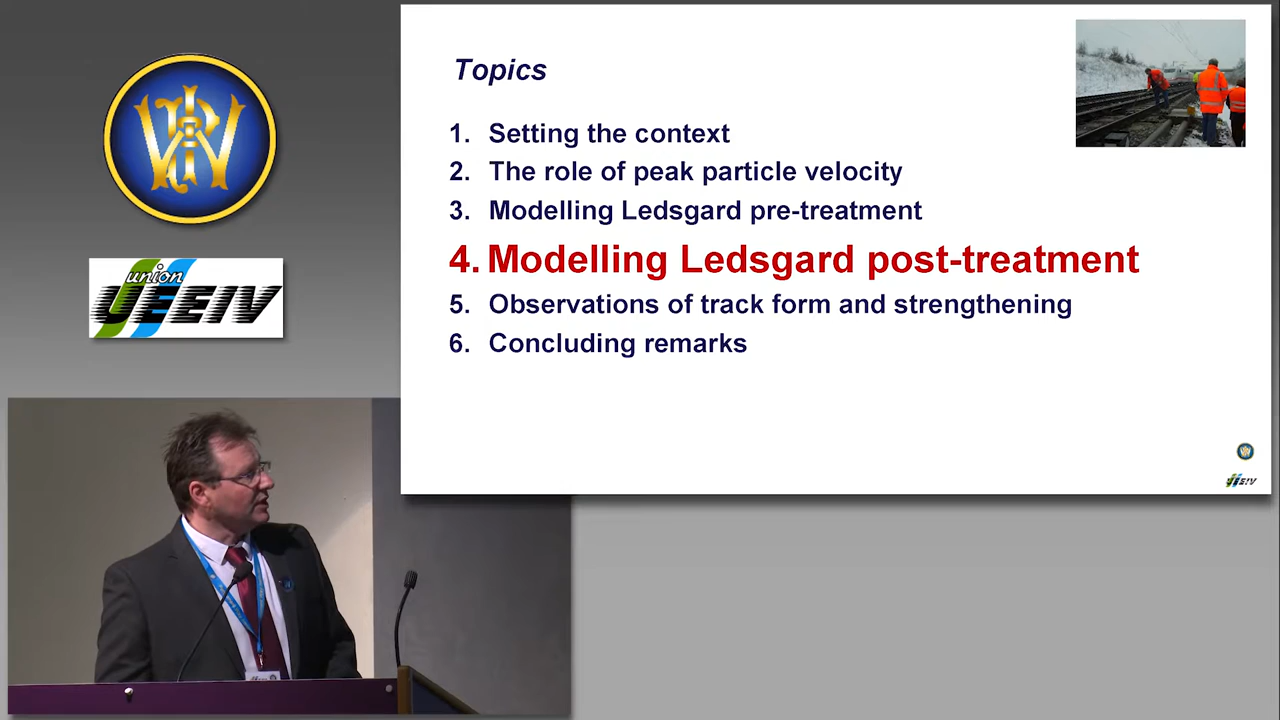 Topics
1. Setting the context
2. The role of peak particle velocity
3. Modelling Ledsgard pre-treatment
4. Modelling Ledsgard post-treatment
5. Observations of track form and strengthening
6. Concluding remarks
union
UEEIV